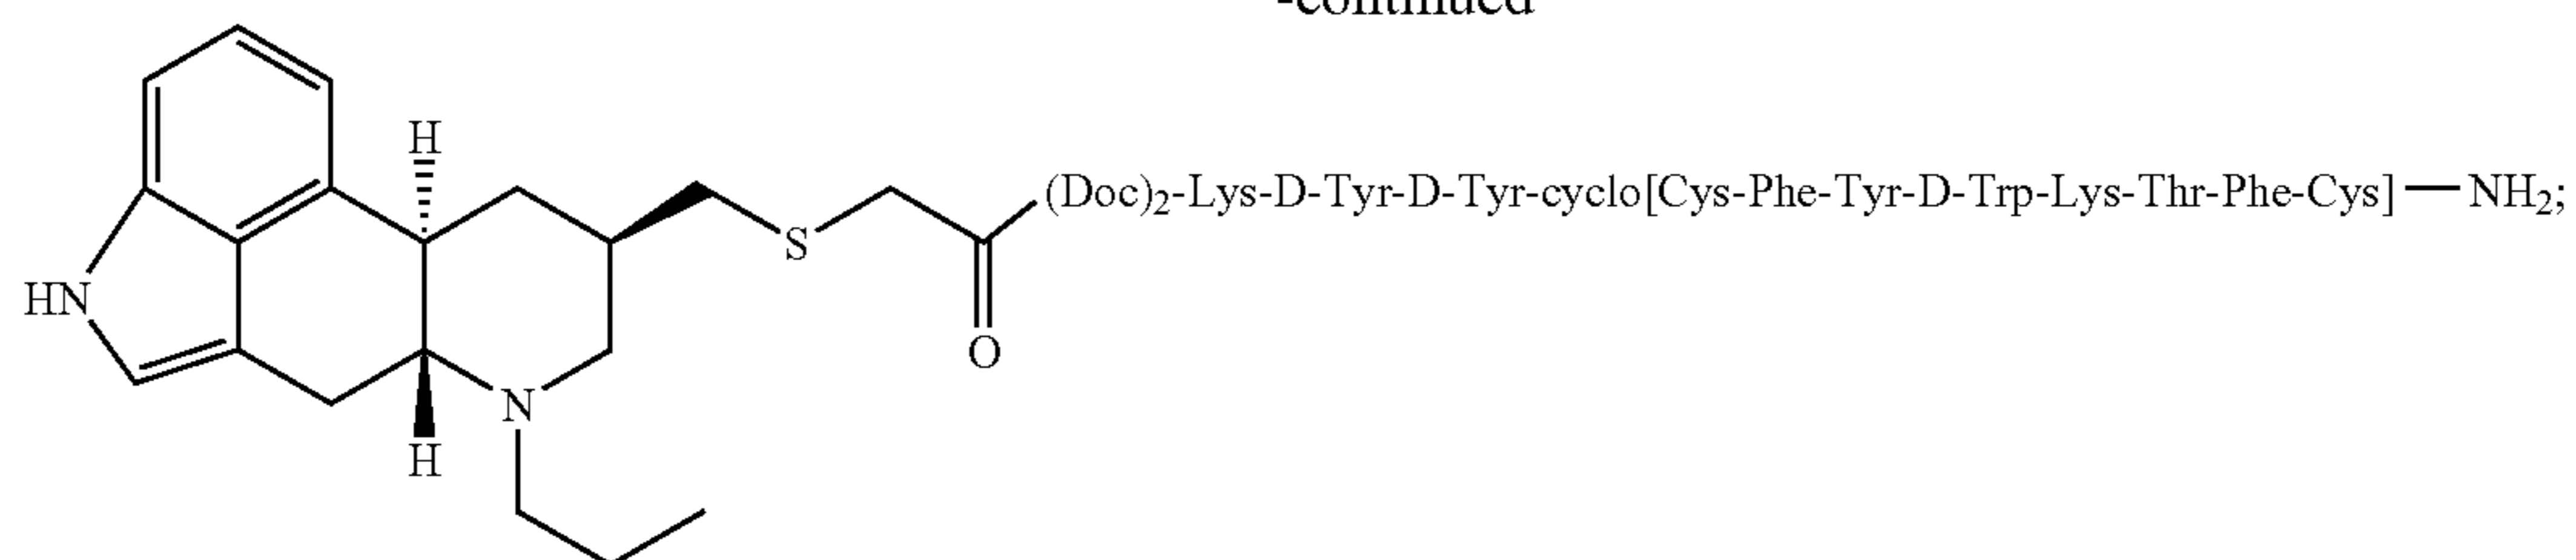 -continued
H
(Doc)2-Lys-D-Tyr-D-Tyr-cyclo[Cys-Phe-Tyr-D-Trp-Lys-Thr-Phe-Cys]—NH2;
S
HN
O
N
H